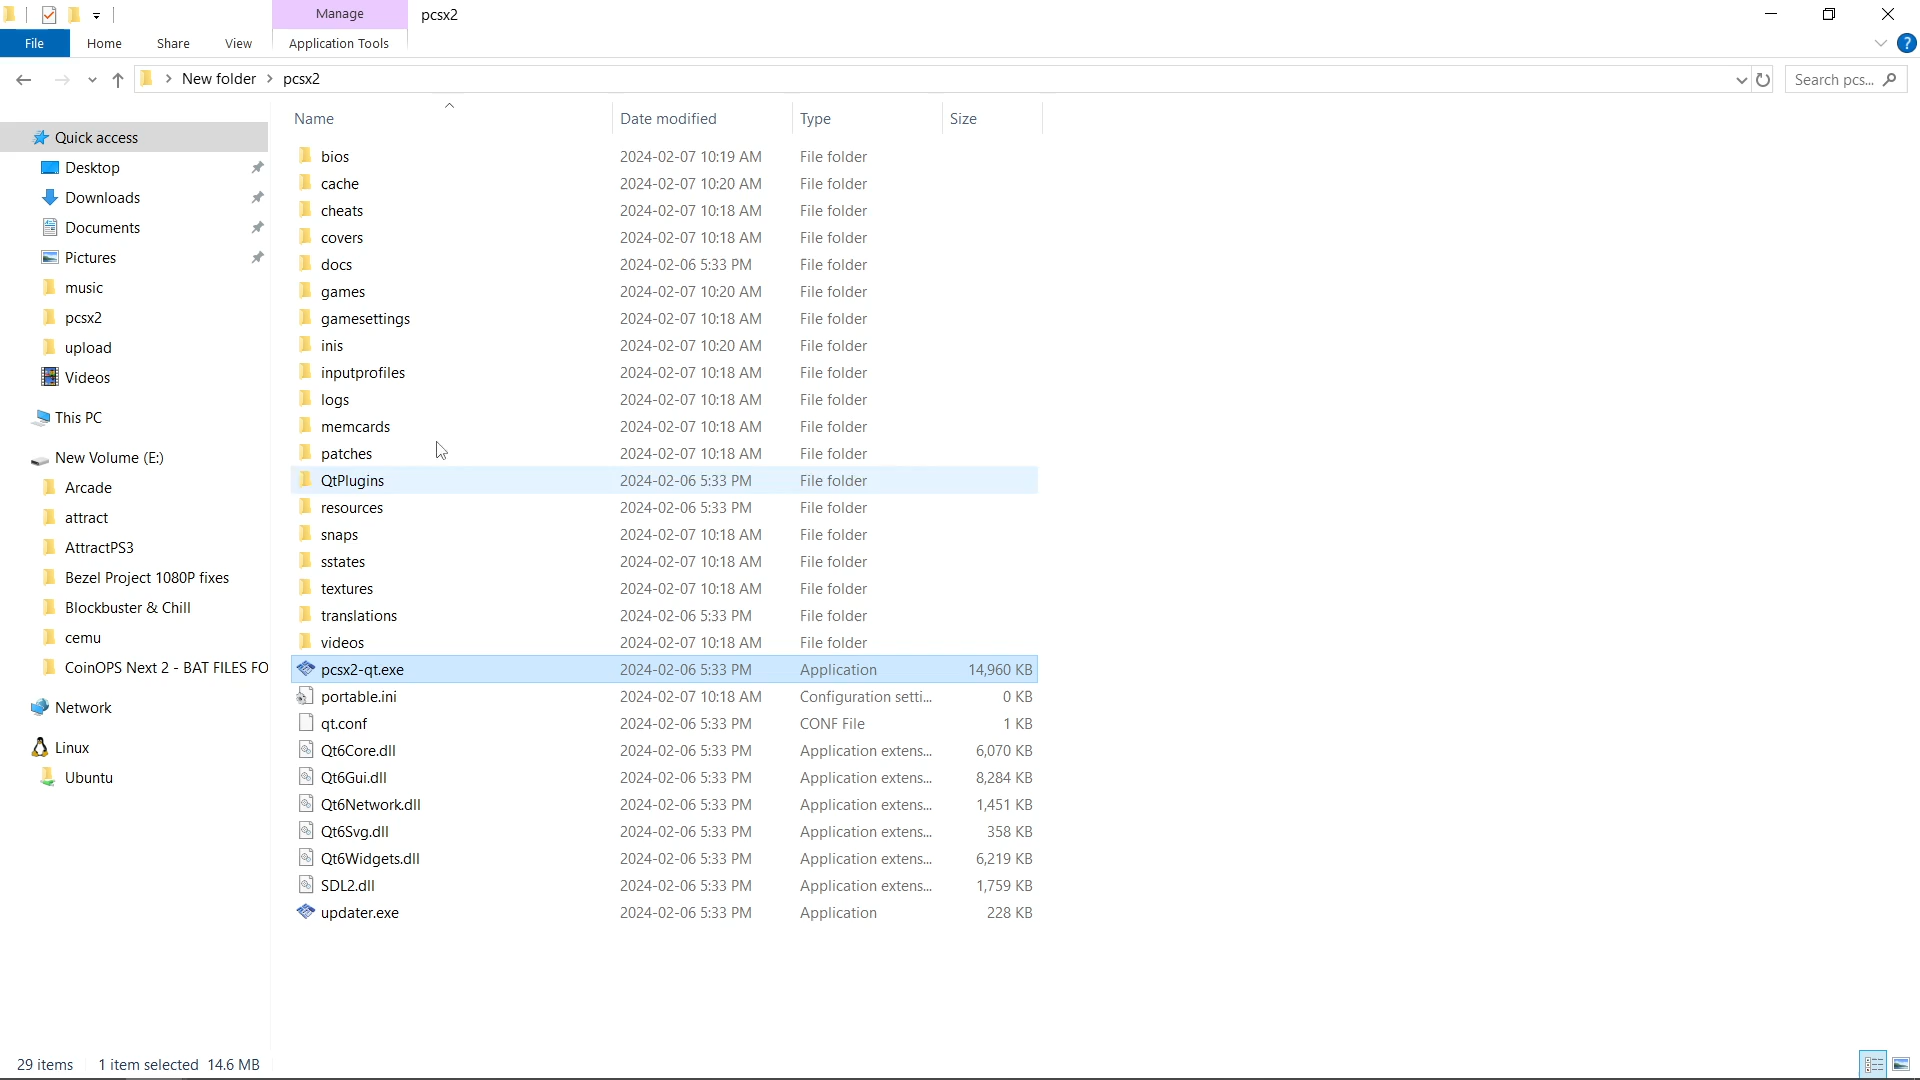 Manage
pcsx2
File
Home
Share
View
Application Tools
?
New folder
pcsx2
Search pcs...
Name
Date modified
Type
Size
Quick access
Desktop
Downloads
Documents
Pictures
music
pcsx2
upload
Videos
This PC
New Volume (E:)
Arcade
attract
AttractPS3
Bezel Project 1080P fixes
Blockbuster & Chill
cemu
CoinOPS Next 2 - BAT FILES FO
Network
Linux
Ubuntu
bios 2024-02-07 10:19 AM File folder
cache 2024-02-07 10:20 AM File folder
cheats 2024-02-07 10:18 AM File folder
covers 2024-02-07 10:18 AM File folder
docs 2024-02-06 5:33 PM File folder
games 2024-02-07 10:20 AM File folder
gamesettings 2024-02-07 10:18 AM File folder
inis 2024-02-07 10:20 AM File folder
inputprofiles 2024-02-07 10:18 AM File folder
logs 2024-02-07 10:18 AM File folder
memcards 2024-02-07 10:18 AM File folder
patches 2024-02-07 10:18 AM File folder
QtPlugins 2024-02-06 5:33 PM File folder
resources 2024-02-06 5:33 PM File folder
snaps 2024-02-07 10:18 AM File folder
sstates 2024-02-07 10:18 AM File folder
textures 2024-02-07 10:18 AM File folder
translations 2024-02-06 5:33 PM File folder
videos 2024-02-07 10:18 AM File folder
pcsx2-qt.exe 2024-02-06 5:33 PM Application 14,960 KB
portable.ini 2024-02-07 10:18 AM Configuration setti... 0 KB
qt.conf 2024-02-06 5:33 PM CONF File 1 KB
Qt6Core.dll 2024-02-06 5:33 PM Application extens... 6,070 KB
Qt6Gui.dll 2024-02-06 5:33 PM Application extens... 8,284 KB
Qt6Network.dll 2024-02-06 5:33 PM Application extens... 1,451 KB
Qt6Svg.dll 2024-02-06 5:33 PM Application extens... 358 KB
Qt6Widgets.dll 2024-02-06 5:33 PM Application extens... 6,219 KB
SDL2.dll 2024-02-06 5:33 PM Application extens... 1,759 KB
updater.exe 2024-02-06 5:33 PM Application 228 KB
29 items
1 item selected 14.6 MB